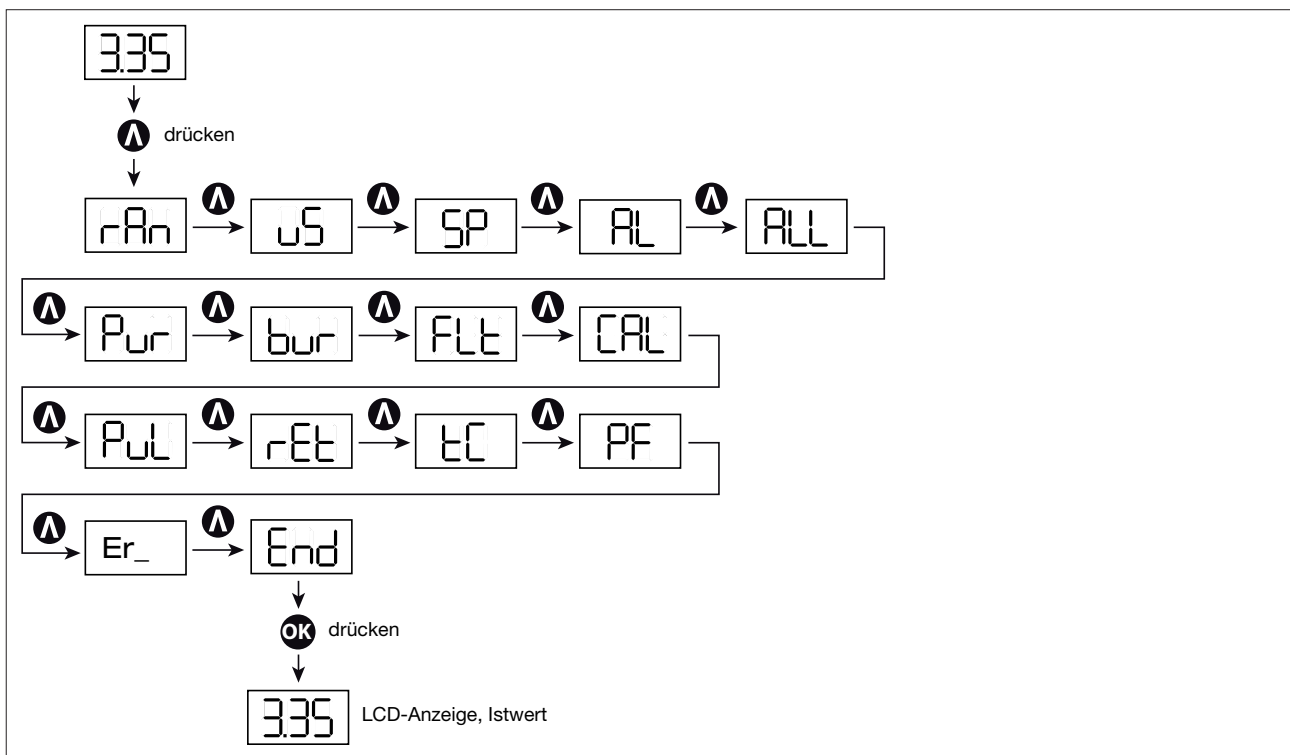 3.35
Λ drücken
rAn Λ uS Λ SP Λ AL Λ ALL
Λ Pur Λ bur Λ FLt Λ CAL
Λ PuL Λ rEt Λ tC Λ PF
Λ Er_ Λ End
OK drücken
3.35 LCD-Anzeige, Istwert